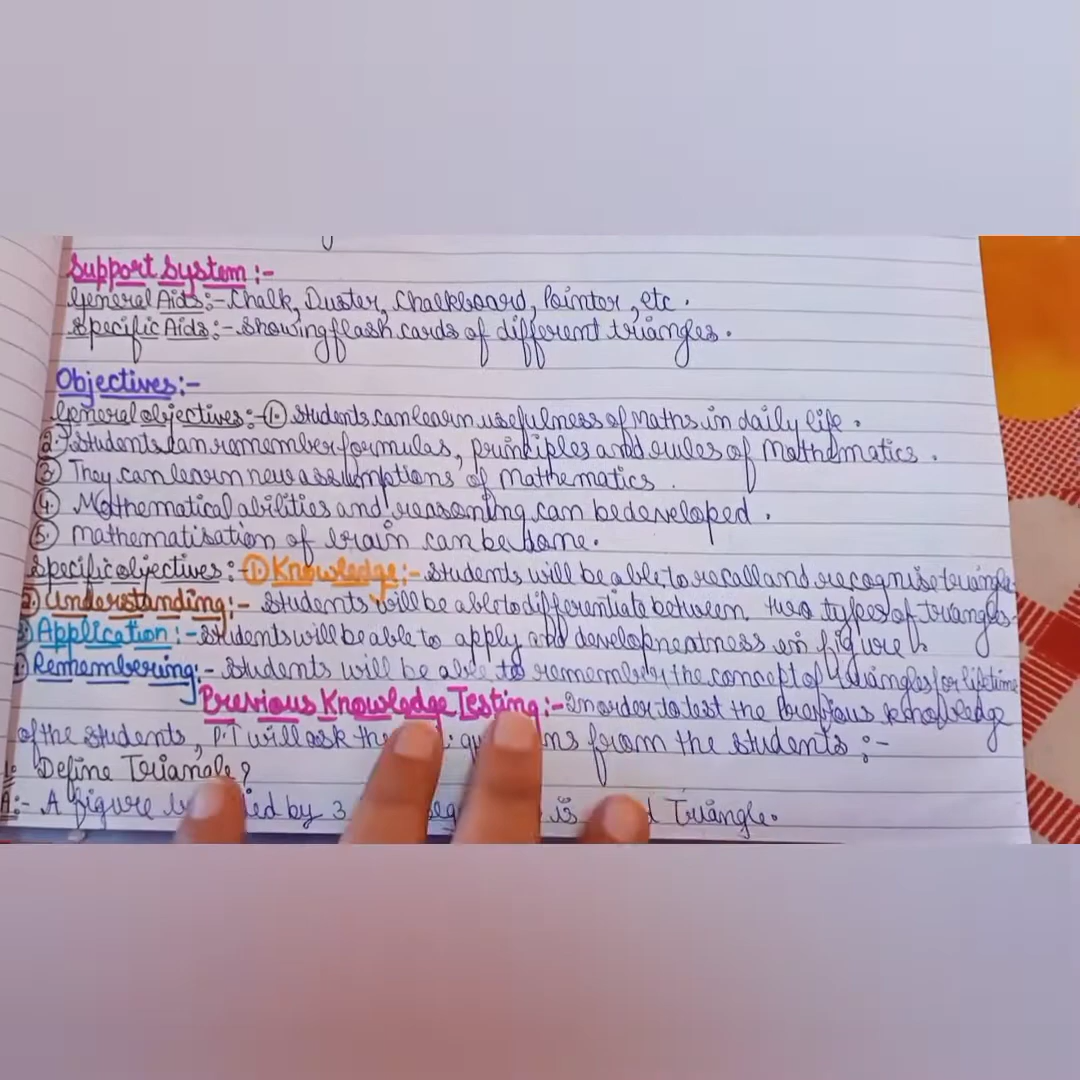 Support System:-
General Aids:- Chalk, Duster, Chalkboard, Pointer, etc.
Specific Aids:- Showing flash cards of different triangles.
Objectives:-
General objectives:- 1. Students can learn usefulness of Maths in daily life.
2. Students can remember formulas, principles and rules of Mathematics.
3. They can learn new assumptions of Mathematics.
4. Mathematical abilities and reasoning can be developed.
5. Mathematisation of brain can be done.
Specific objectives:- 1. Knowledge:- Students will be able to recall and recognise triangle.
2. Understanding:- Students will be able to differentiate between two types of triangles.
3. Application:- Students will be able to apply and develop neatness in figure
Remembering:- Students will be able to remember the concept of triangles for lifetime
Previous Knowledge Testing:- In order to test the previous knowledge
of the students, P.T will ask the from the students:-
1. Define Triangle?
A:- A figure by 3 is Triangle.